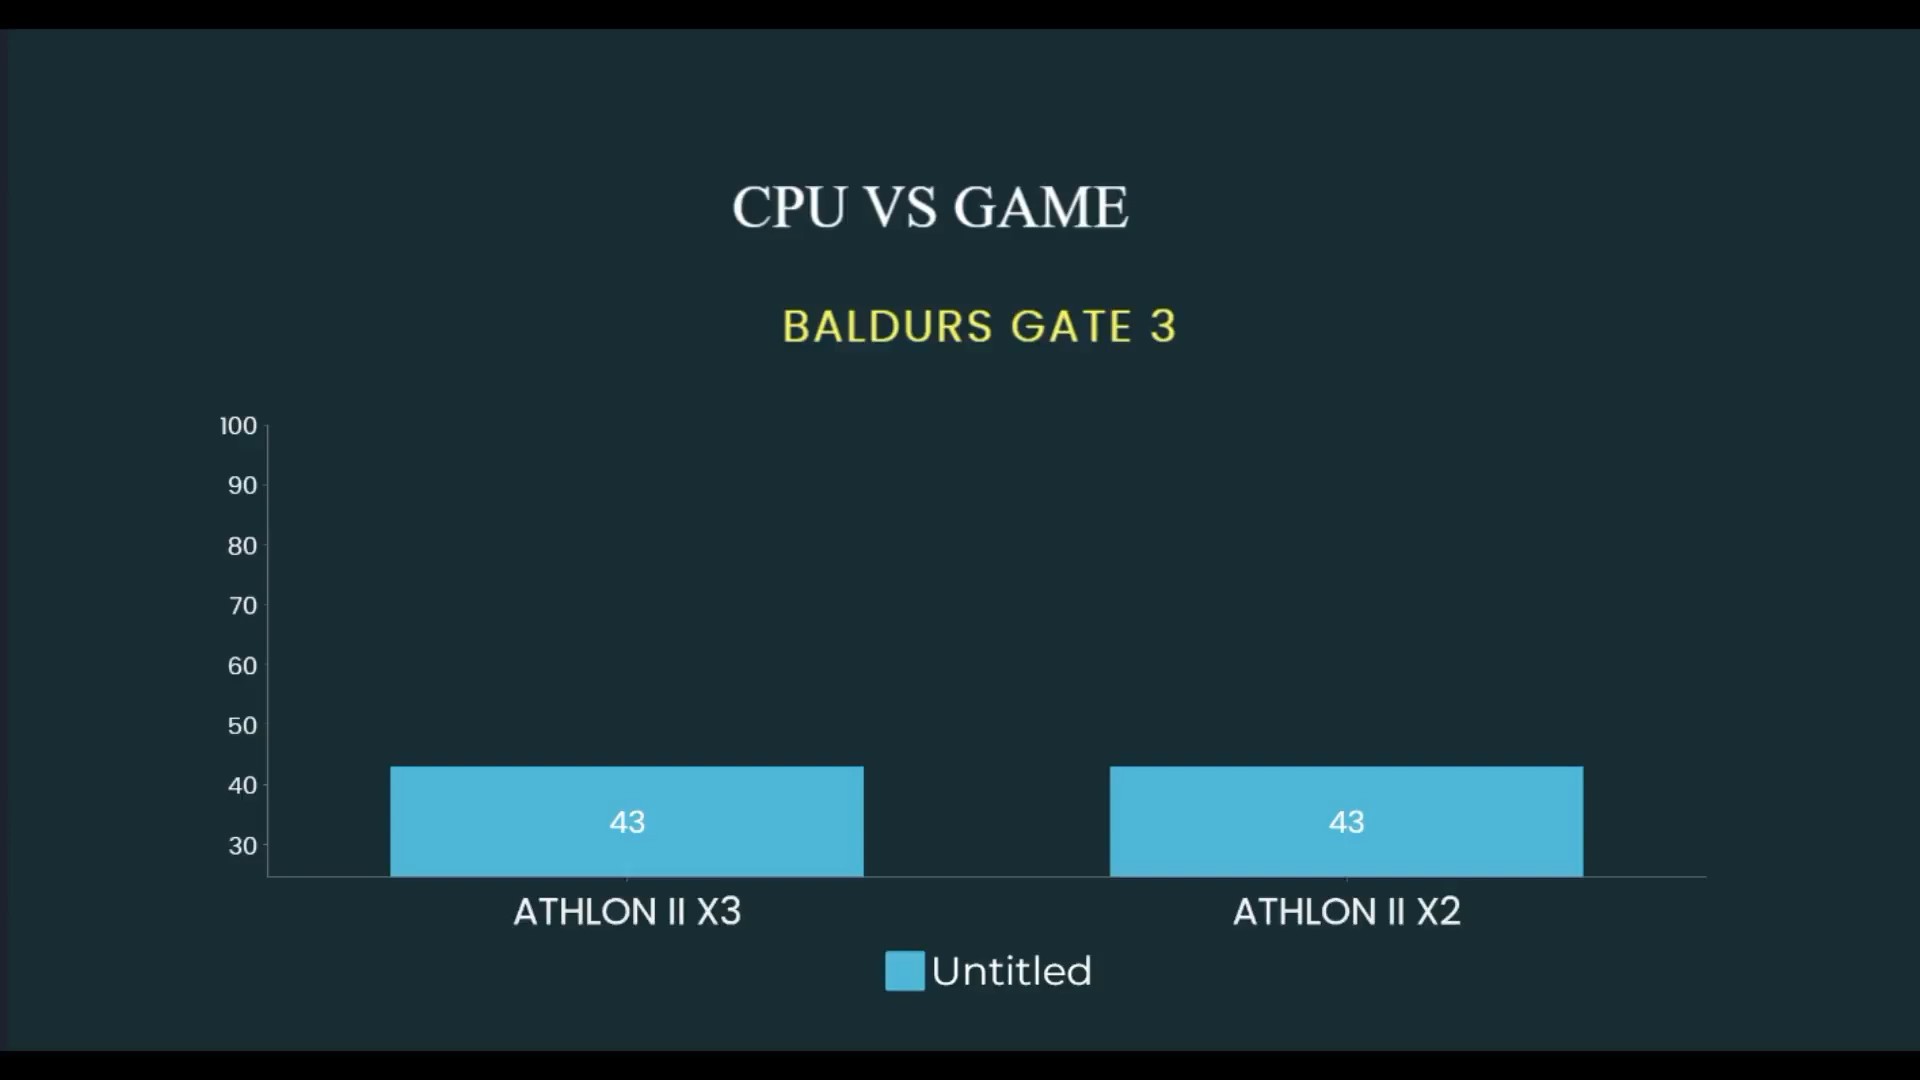 CPU VS GAME
BALDURS GATE 3
100
90
80
70
60
50
40
30
43
43
ATHLON II X3
ATHLON II X2
Untitled